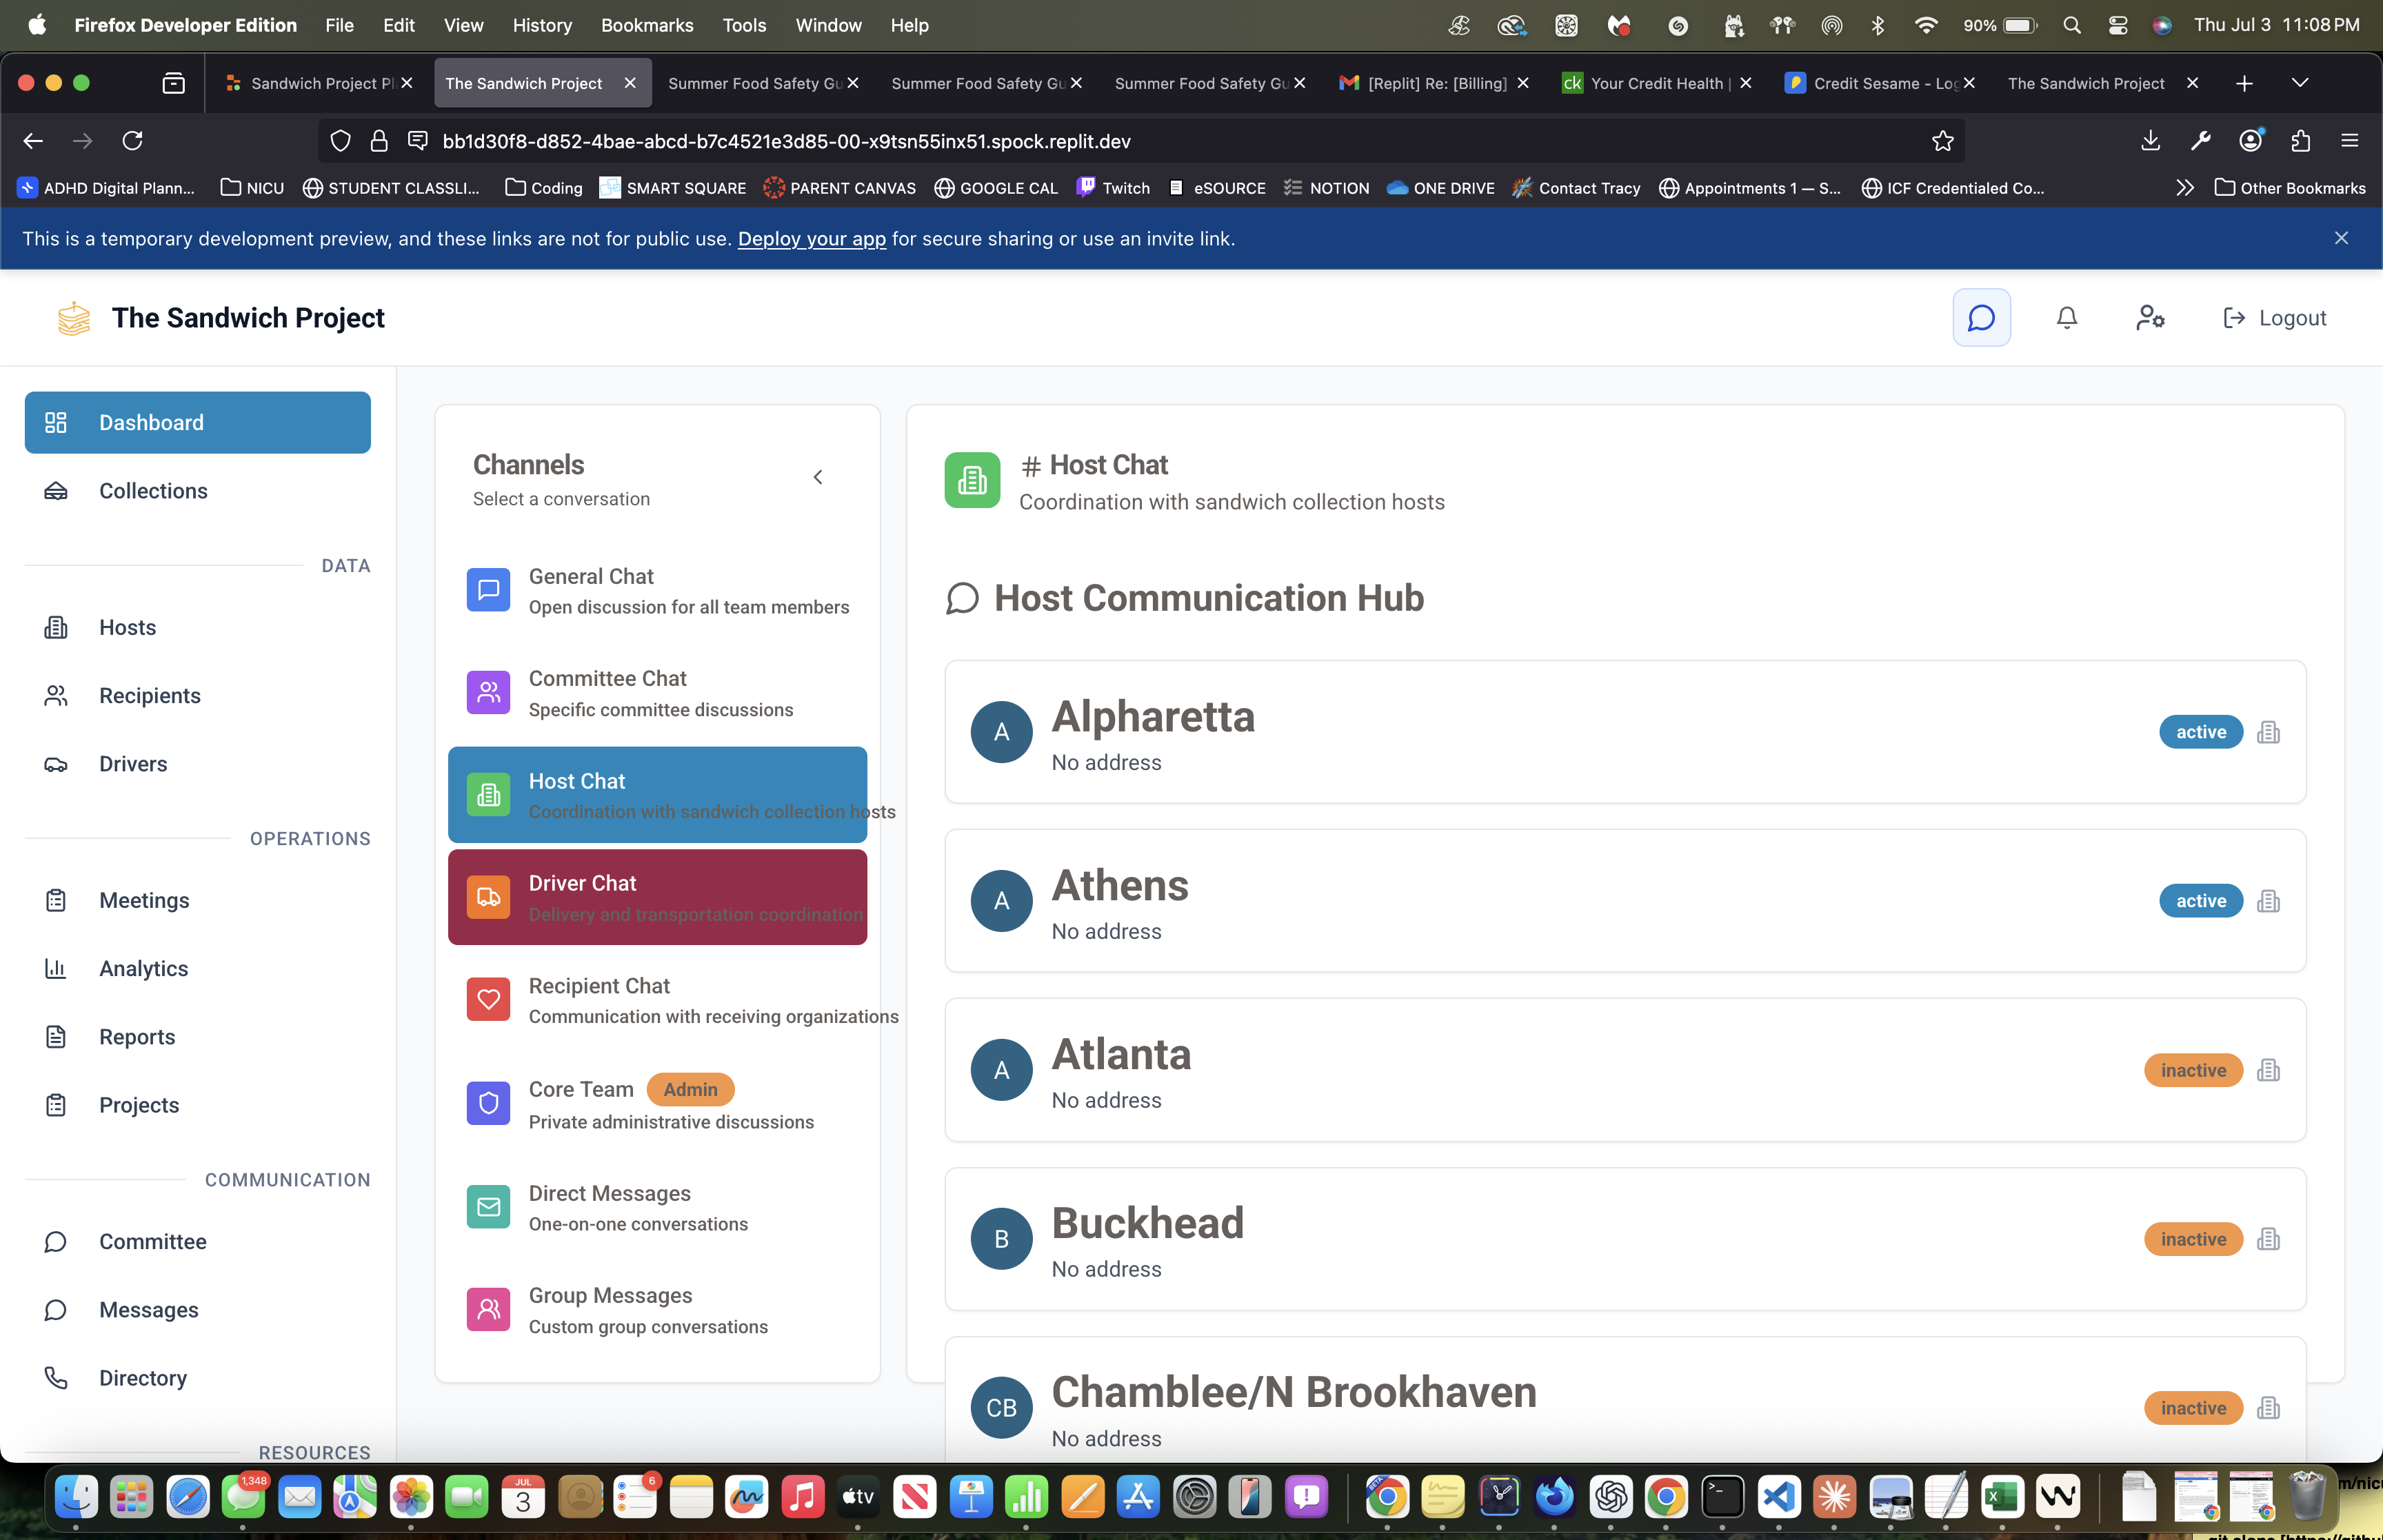 Firefox Developer Edition File Edit View History Bookmarks Tools Window Help 90% Thu Jul 3 11:08 PM
Sandwich Project Pl The Sandwich Project Summer Food Safety Gu Summer Food Safety Gu Summer Food Safety Gu [Replit] Re: [Billing] ck Your Credit Health | Credit Sesame - Log The Sandwich Project
bb1d30f8-d852-4bae-abcd-b7c4521e3d85-00-x9tsn55inx51.spock.replit.dev
ADHD Digital Plann... NICU STUDENT CLASSLI... Coding SMART SQUARE PARENT CANVAS GOOGLE CAL Twitch eSOURCE NOTION ONE DRIVE Contact Tracy Appointments 1 — S... ICF Credentialed Co... Other Bookmarks
This is a temporary development preview, and these links are not for public use. Deploy your app for secure sharing or use an invite link.
The Sandwich Project
Logout
Dashboard
Collections
DATA
Hosts
Recipients
Drivers
OPERATIONS
Meetings
Analytics
Reports
Projects
COMMUNICATION
Committee
Messages
Directory
RESOURCES
Channels
Select a conversation
General Chat
Open discussion for all team members
Committee Chat
Specific committee discussions
Host Chat
Coordination with sandwich collection hosts
Driver Chat
Delivery and transportation coordination
Recipient Chat
Communication with receiving organizations
Core Team Admin
Private administrative discussions
Direct Messages
One-on-one conversations
Group Messages
Custom group conversations
# Host Chat
Coordination with sandwich collection hosts
Host Communication Hub
A Alpharetta active
No address
A Athens active
No address
A Atlanta inactive
No address
B Buckhead inactive
No address
CB Chamblee/N Brookhaven inactive
No address
1,348
JUL
3
6
tv